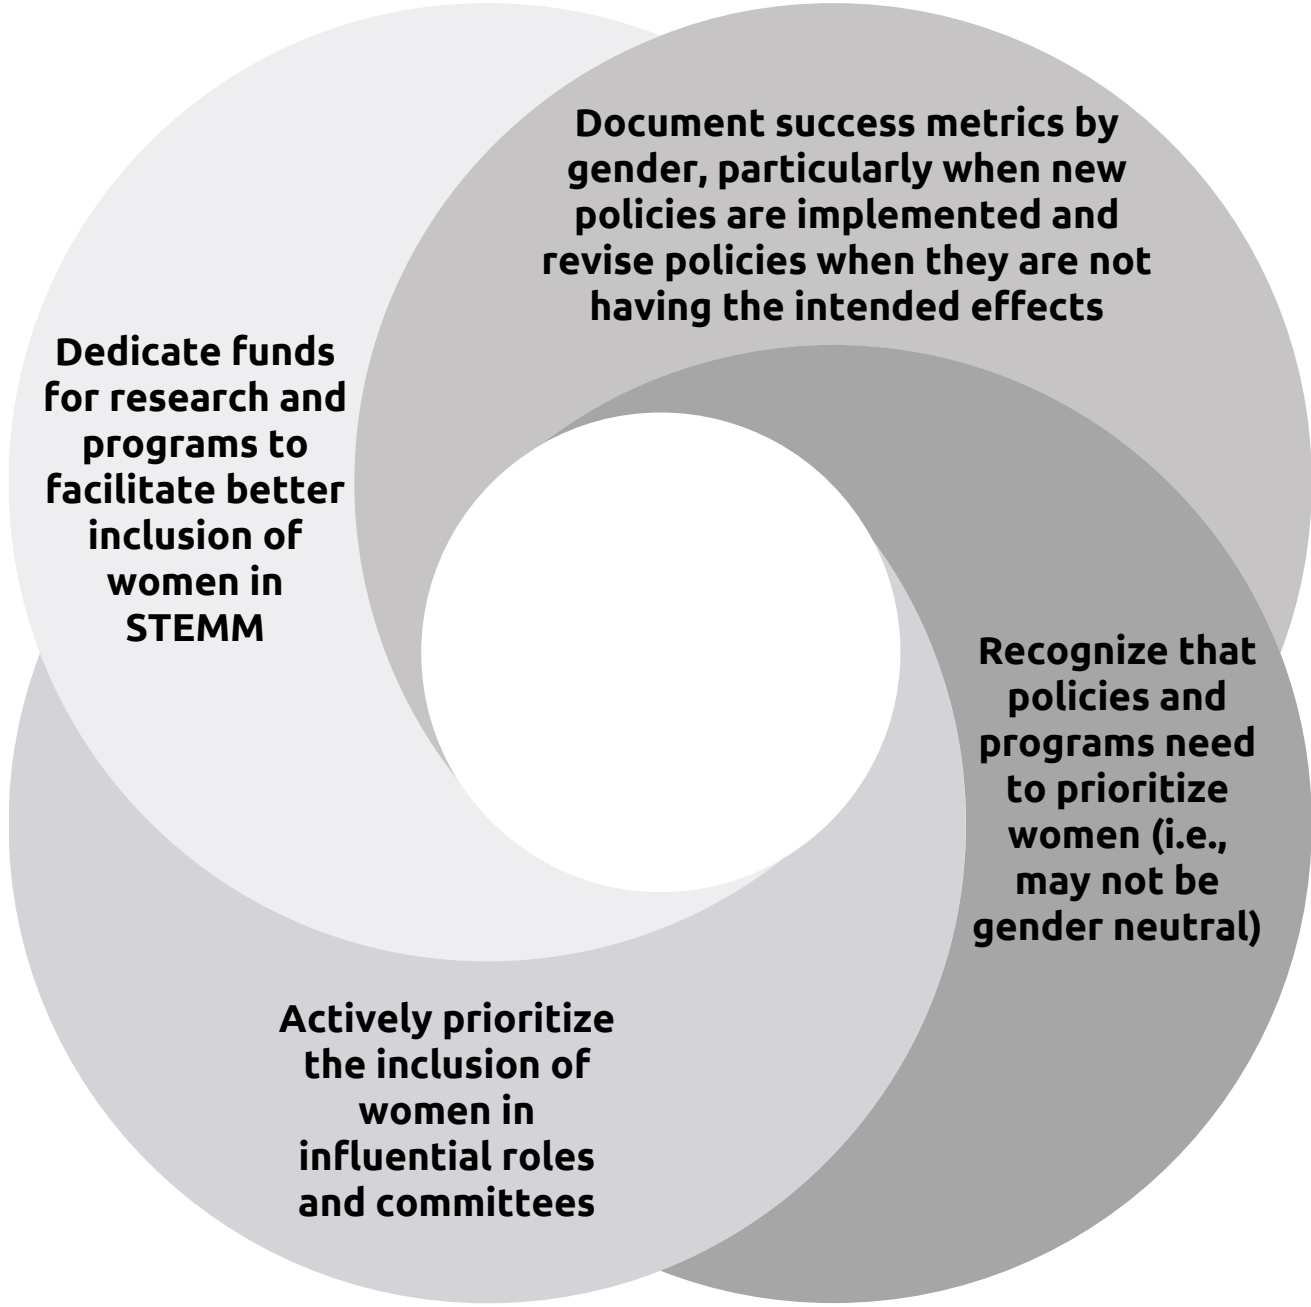 Document success metrics by
gender, particularly when new
policies are implemented and
revise policies when they are not
having the intended effects
Dedicate funds
for research and
programs to
facilitate better
inclusion of
women in
STEMM
Recognize that
policies and
programs need
to prioritize
women (i.e.,
may not be
gender neutral)
Actively prioritize
the inclusion of
women in
influential roles
and committees